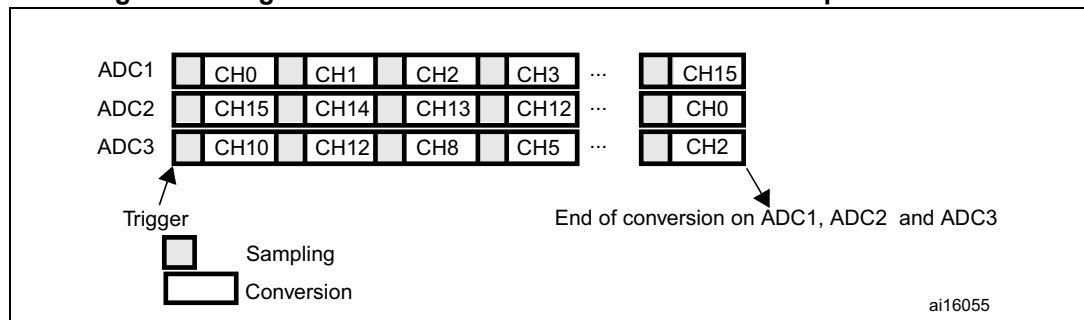 ADC1 CH0 CH1 CH2 CH3 ... CH15
ADC2 CH15 CH14 CH13 CH12 ... CH0
ADC3 CH10 CH12 CH8 CH5 ... CH2
Trigger
End of conversion on ADC1, ADC2 and ADC3
Sampling
Conversion
ai16055